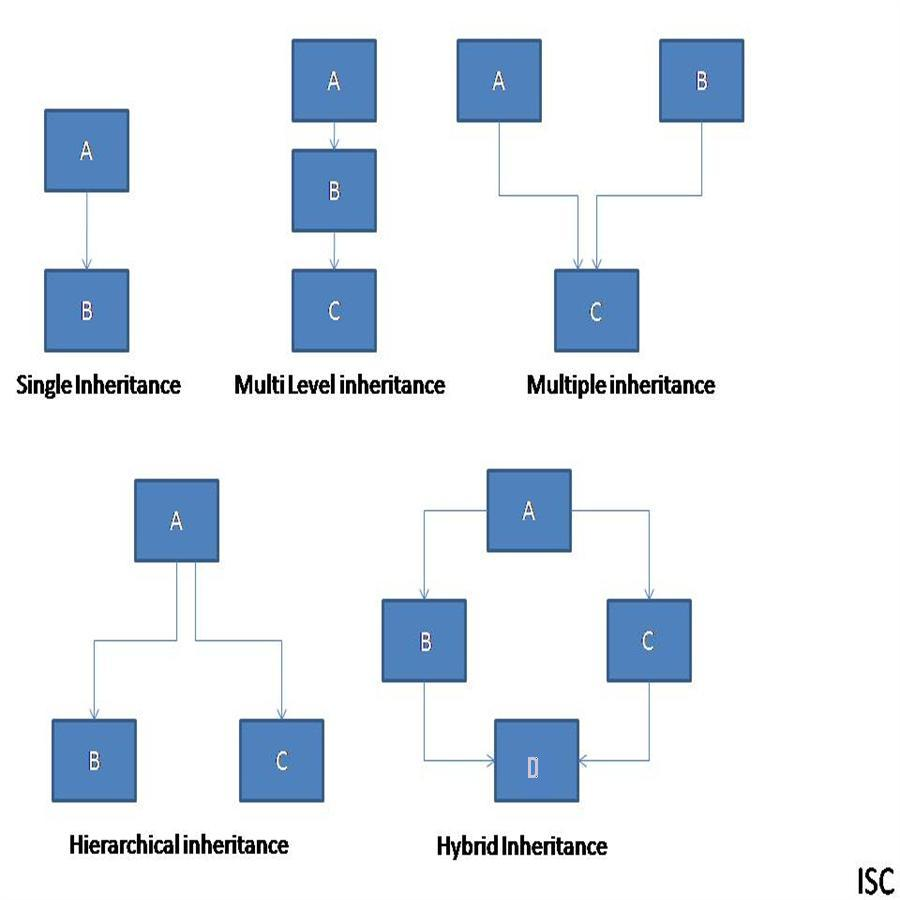 A
B
Single Inheritance
A
B
C
Multi Level inheritance
A
B
C
Multiple inheritance
A
B
C
Hierarchical inheritance
A
B
C
D
Hybrid Inheritance
ISC